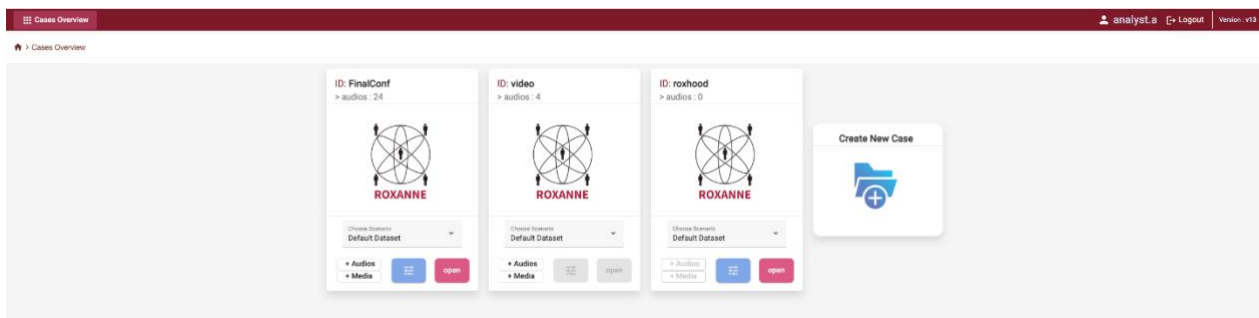 Cases Overview
analyst.a Logout Version : v13
> Cases Overview
ID: FinalConf
> audios : 24
ROXANNE
Choose Scenario
Default Dataset
+ Audios
+ Media
open
ID: video
> audios : 4
ROXANNE
Choose Scenario
Default Dataset
+ Audios
+ Media
open
ID: roxhood
> audios : 0
ROXANNE
Choose Scenario
Default Dataset
+ Audios
+ Media
open
Create New Case